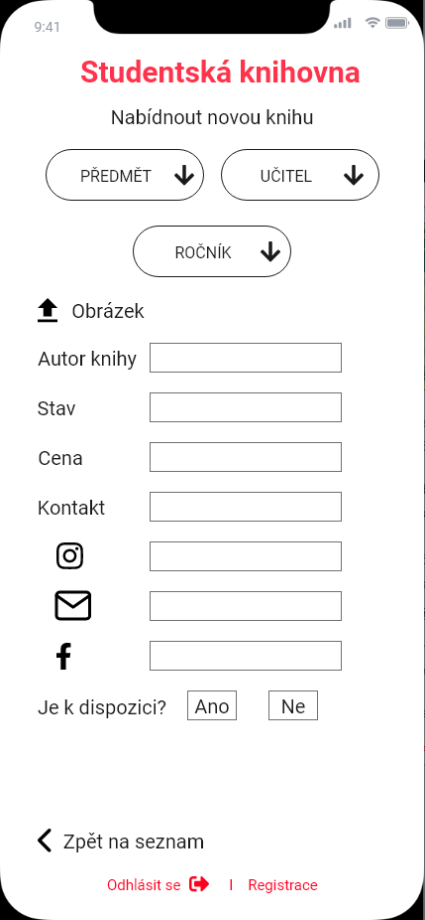 9:41
Studentská knihovna
Nabídnout novou knihu
PŘEDMĚT UČITEL
ROČNÍK
Obrázek
Autor knihy
Stav
Cena
Kontakt
Je k dispozici? Ano Ne
Zpět na seznam
Odhlásit se I Registrace